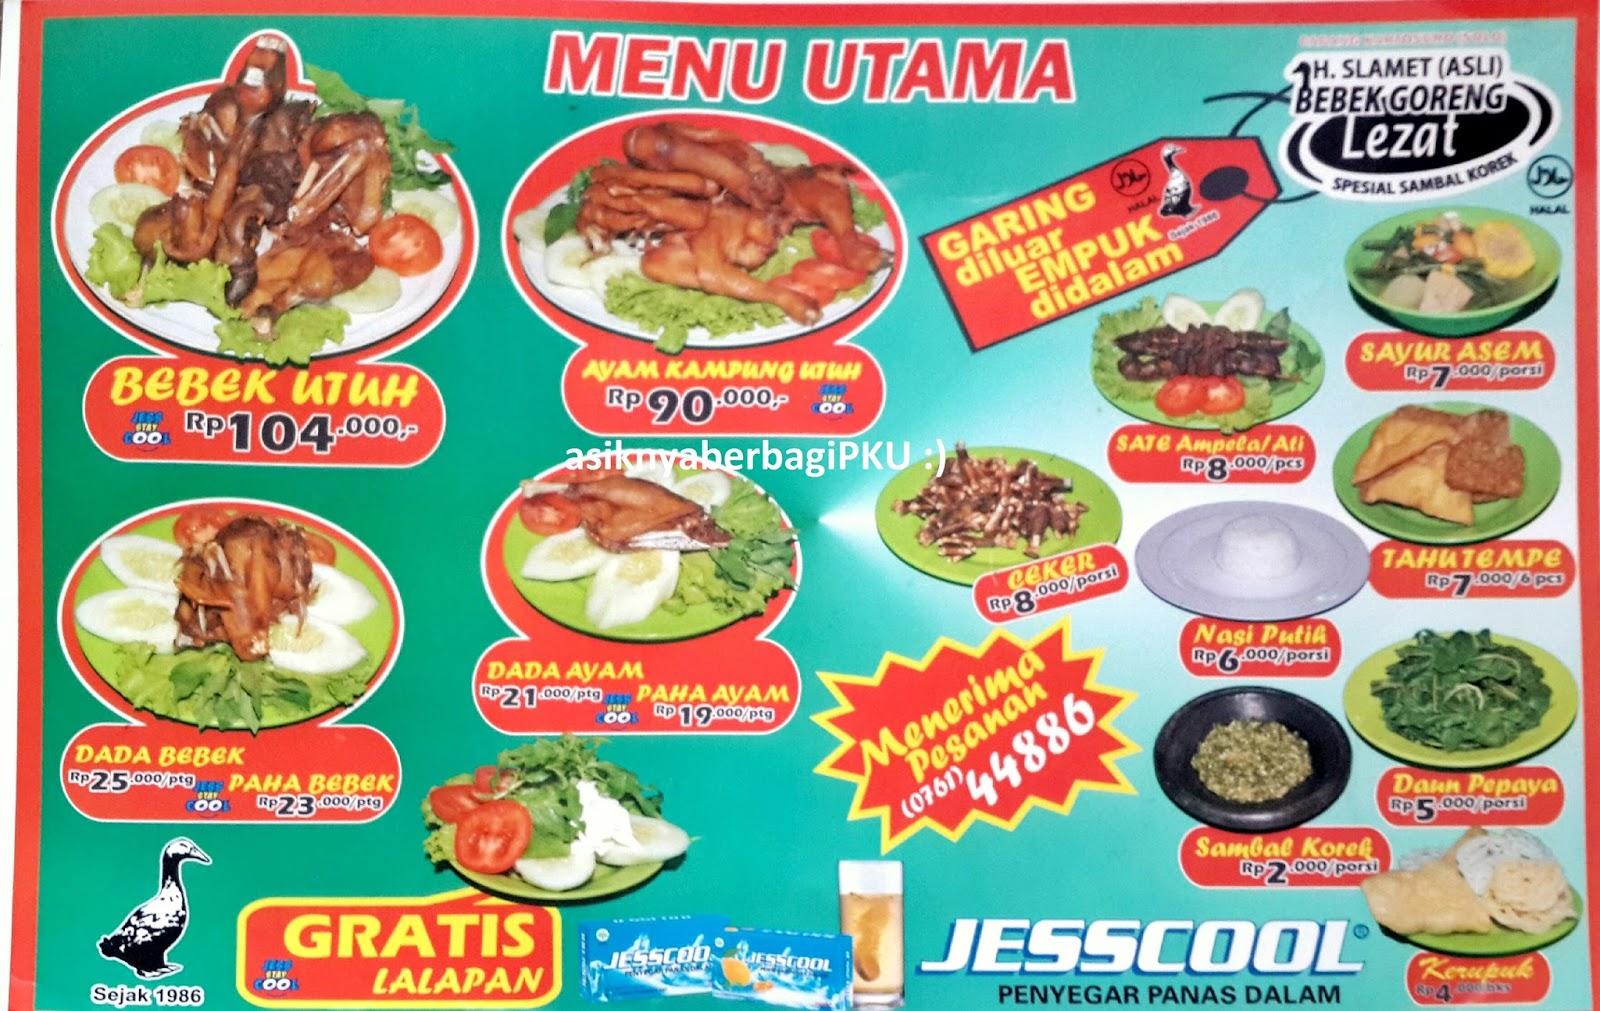 MENU UTAMA
CABANG KARTOSURO (SOLO)
H. SLAMET (ASLI)
BEBEK GORENG
Lezat
SPESIAL SAMBAL KOREK
HALAL
GARING
diluar
EMPUK
didalam
HALAL
Sejak 1986
BEBEK UTUH
JESS
STAY
COOL
Rp 104.000,-
AYAM KAMPUNG UTUH
Rp 90.000,-
JESS
STAY
COOL
asiknyaberbagiPKU :)
SAYUR ASEM
Rp 7.000/porsi
SATE Ampela/Ati
Rp 8.000/pcs
TAHU TEMPE
Rp 7.000/6 pcs
CEKER
Rp 8.000/porsi
Nasi Putih
Rp 6.000/porsi
DADA AYAM
Rp 21.000/ptg
JESS
STAY
COOL
PAHA AYAM
Rp 19.000/ptg
DADA BEBEK
Rp 25.000/ptg
JESS
STAY
COOL
PAHA BEBEK
Rp 23.000/ptg
Menerima
Pesanan
(0761)
44886
Daun Pepaya
Rp 5.000/porsi
Sambal Korek
Rp 2.000/porsi
Kerupuk
Rp 4.000/bks
Sejak 1986
GRATIS
LALAPAN
JESS
STAY
COOL
JESSCOOL
JESSCOOL
JESSCOOL®
PENYEGAR PANAS DALAM